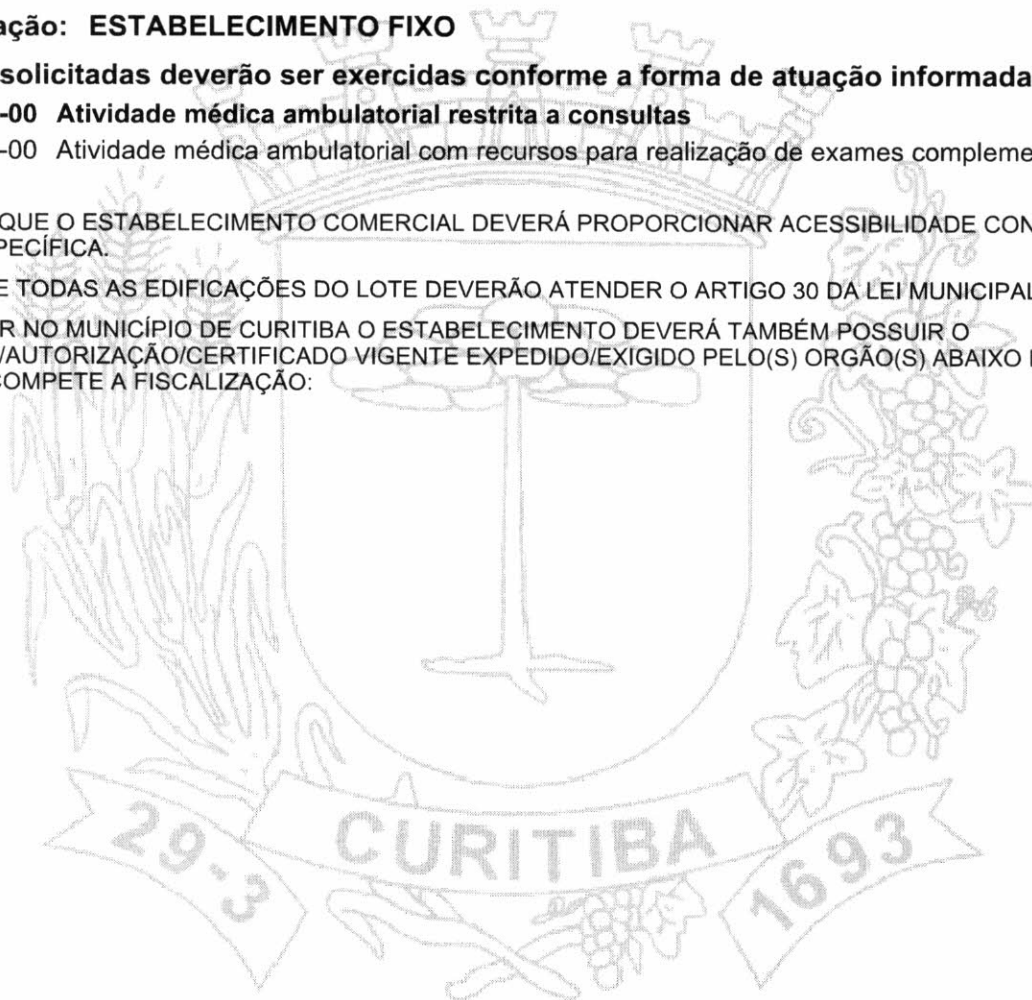 ação: ESTABELECIMENTO FIXO
solicitadas deverão ser exercidas conforme a forma de atuação informada
-00 Atividade médica ambulatorial restrita a consultas
-00 Atividade médica ambulatorial com recursos para realização de exames compleme
QUE O ESTABELECIMENTO COMERCIAL DEVERÁ PROPORCIONAR ACESSIBILIDADE CON
PECÍFICA.
E TODAS AS EDIFICAÇÕES DO LOTE DEVERÃO ATENDER O ARTIGO 30 DA LEI MUNICIPAL
R NO MUNICÍPIO DE CURITIBA O ESTABELECIMENTO DEVERÁ TAMBÉM POSSUIR O
/AUTORIZAÇÃO/CERTIFICADO VIGENTE EXPEDIDO/EXIGIDO PELO(S) ORGÃO(S) ABAIXO
COMPETE A FISCALIZAÇÃO:
29-3 CURITIBA 1693